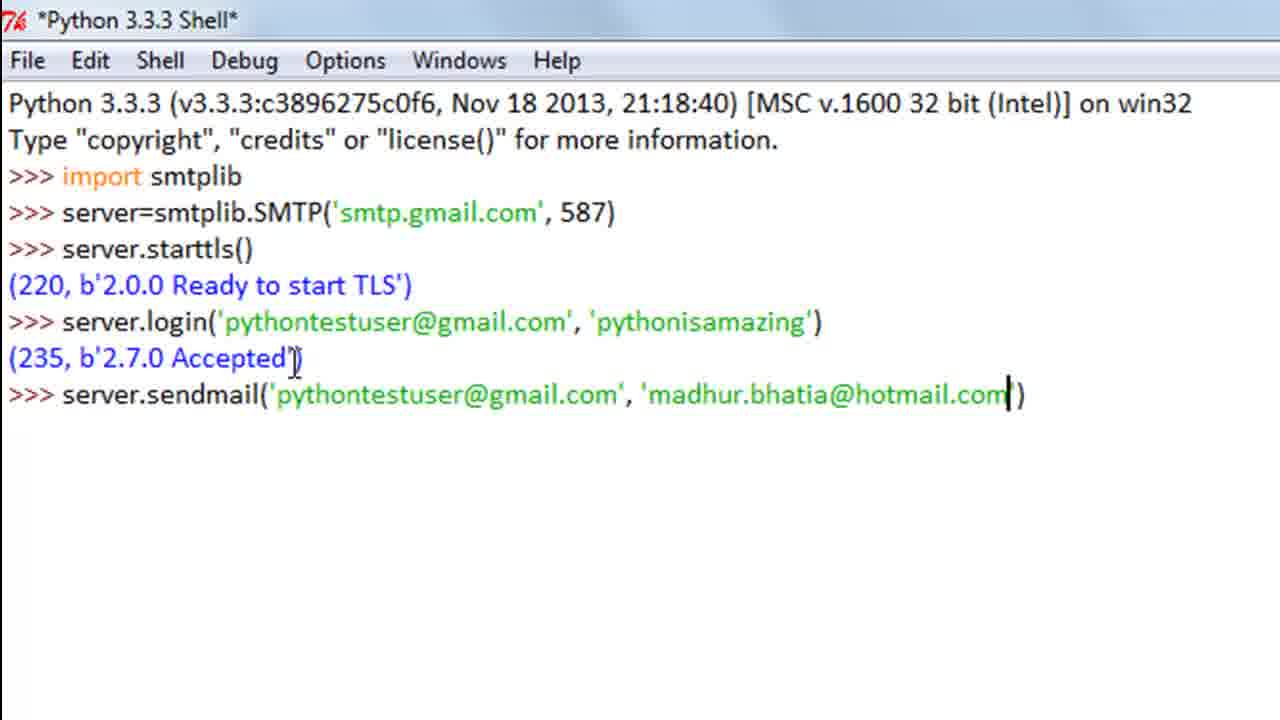 *Python 3.3.3 Shell*
File Edit Shell Debug Options Windows Help
Python 3.3.3 (v3.3.3:c3896275c0f6, Nov 18 2013, 21:18:40) [MSC v.1600 32 bit (Intel)] on win32
Type "copyright", "credits" or "license()" for more information.
>>> import smtplib
>>> server=smtplib.SMTP('smtp.gmail.com', 587)
>>> server.starttls()
(220, b'2.0.0 Ready to start TLS')
>>> server.login('pythontestuser@gmail.com', 'pythonisamazing')
(235, b'2.7.0 Accepted')
>>> server.sendmail('pythontestuser@gmail.com', 'madhur.bhatia@hotmail.com')